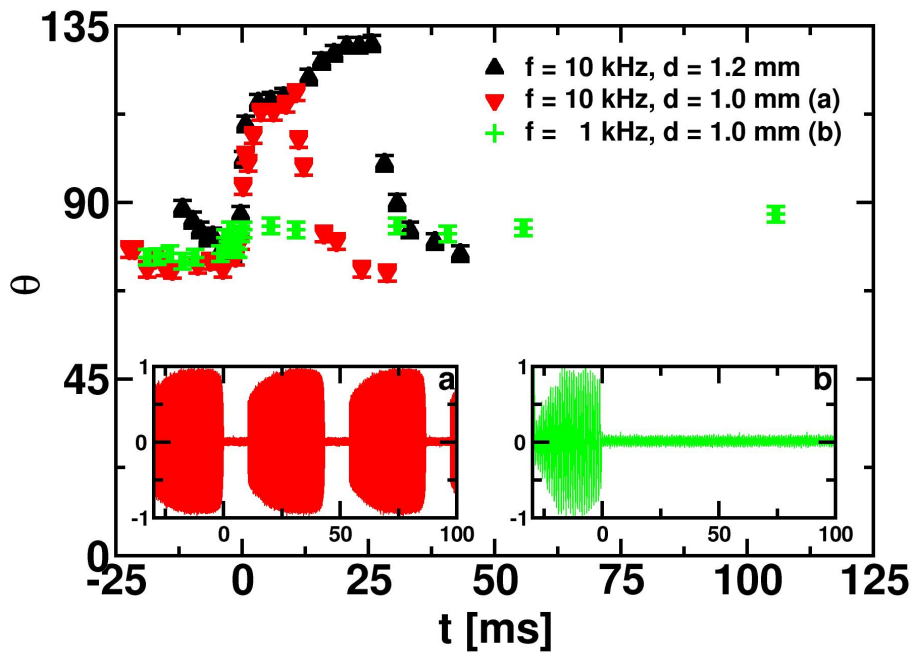 135
f = 10 kHz, d = 1.2 mm
f = 10 kHz, d = 1.0 mm (a)
f = 1 kHz, d = 1.0 mm (b)
90
θ
45
1 a
0
-1
0 50 100
1 b
0
-1
0 50 100
0
-25 0 25 50 75 100 125
t [ms]